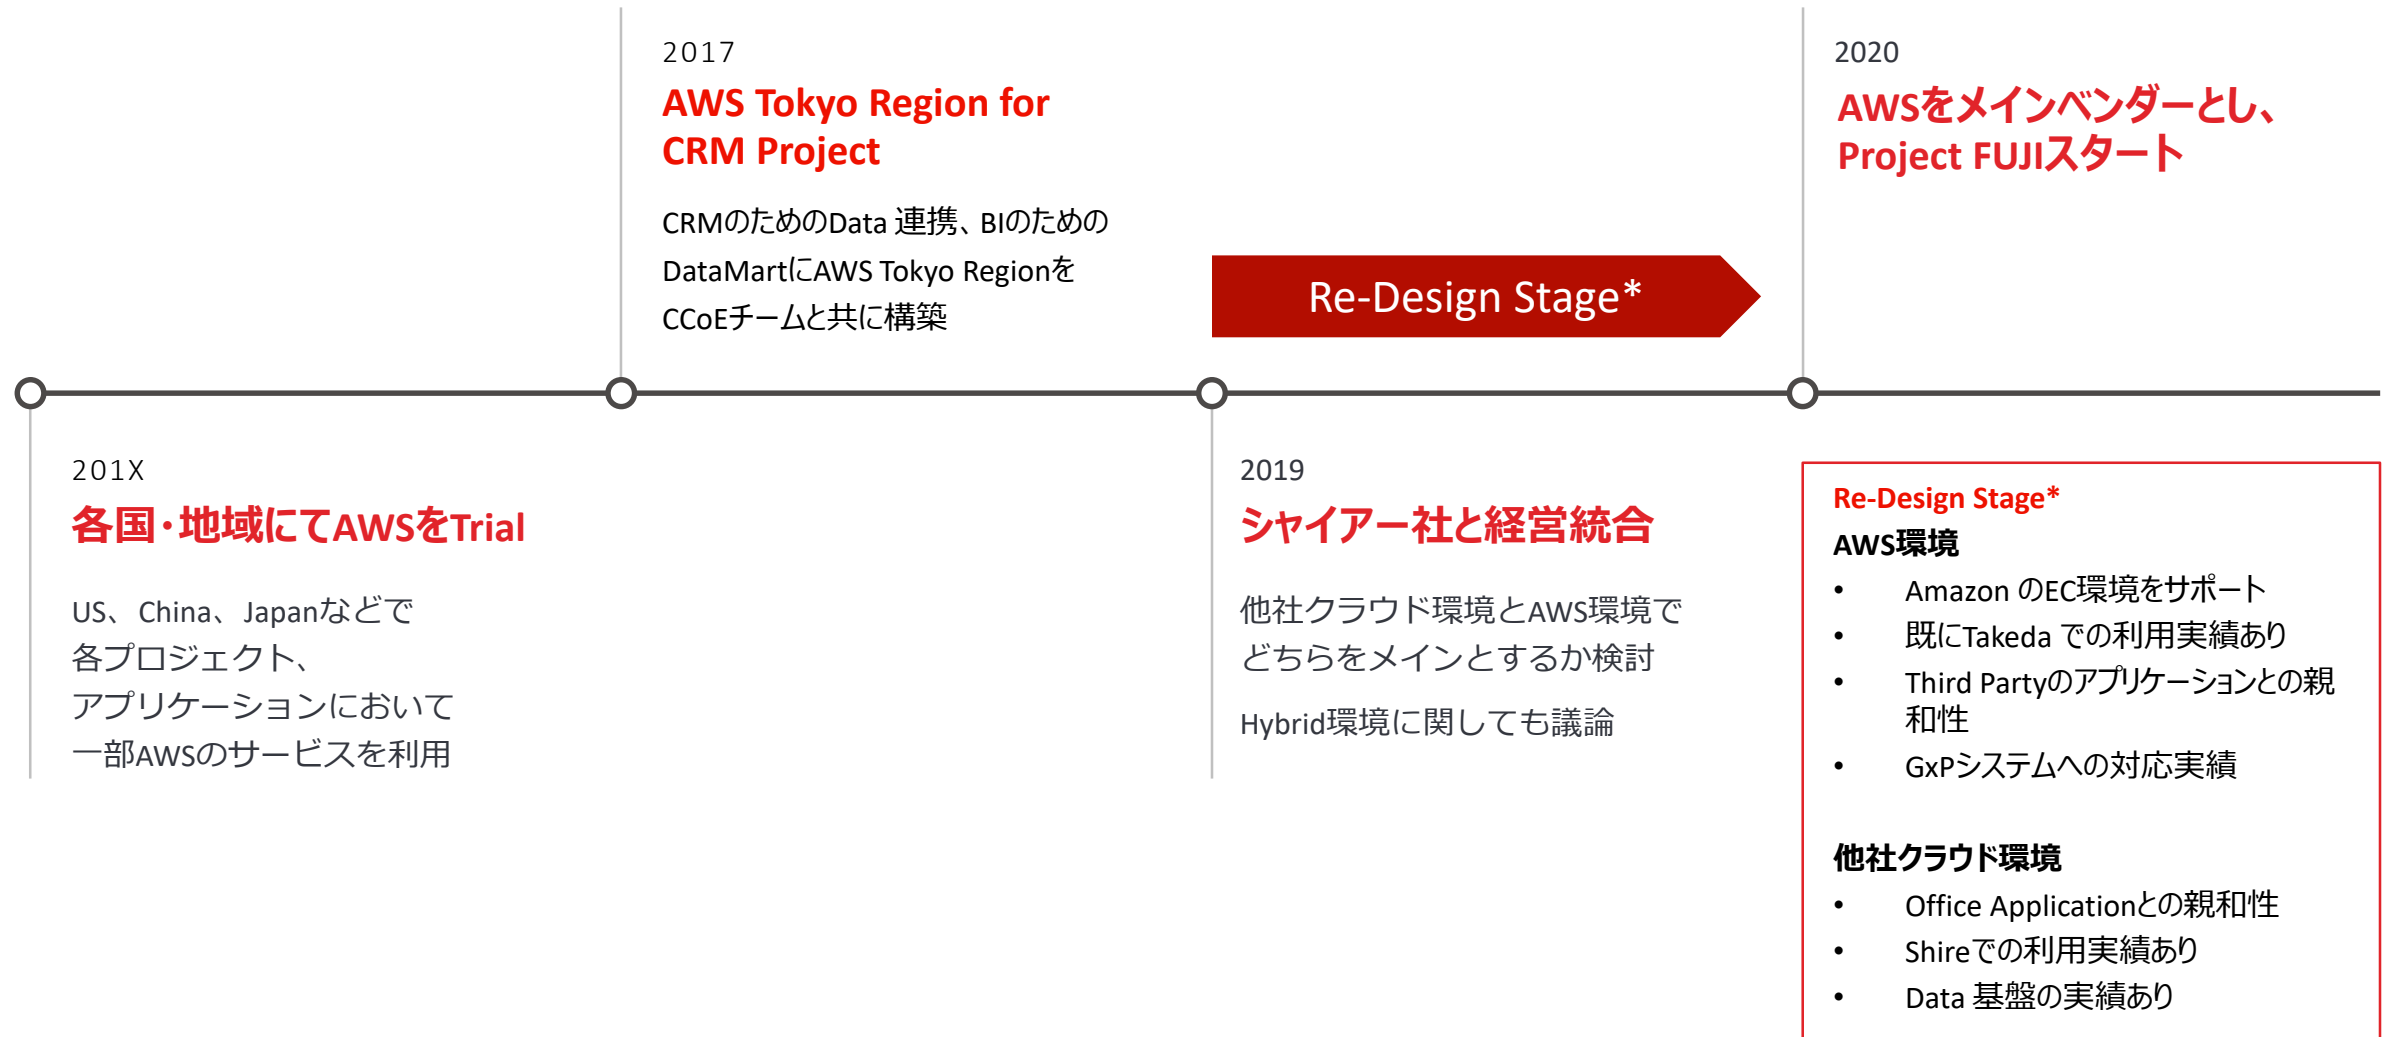 2017
AWS Tokyo Region for
CRM Project
CRMのためのData 連携、BIのための
DataMartにAWS Tokyo Regionを
CCoEチームと共に構築
Re-Design Stage*
2020
AWSをメインベンダーとし、
Project FUJIスタート
201X
各国・地域にてAWSをTrial
US、China、Japanなどで
各プロジェクト、
アプリケーションにおいて
一部AWSのサービスを利用
2019
シャイアー社と経営統合
他社クラウド環境とAWS環境で
どちらをメインとするか検討
Hybrid環境に関しても議論
Re-Design Stage*
AWS環境
• Amazon のEC環境をサポート
• 既にTakeda での利用実績あり
• Third Partyのアプリケーションとの親
和性
• GxPシステムへの対応実績
他社クラウド環境
• Office Applicationとの親和性
• Shireでの利用実績あり
• Data 基盤の実績あり